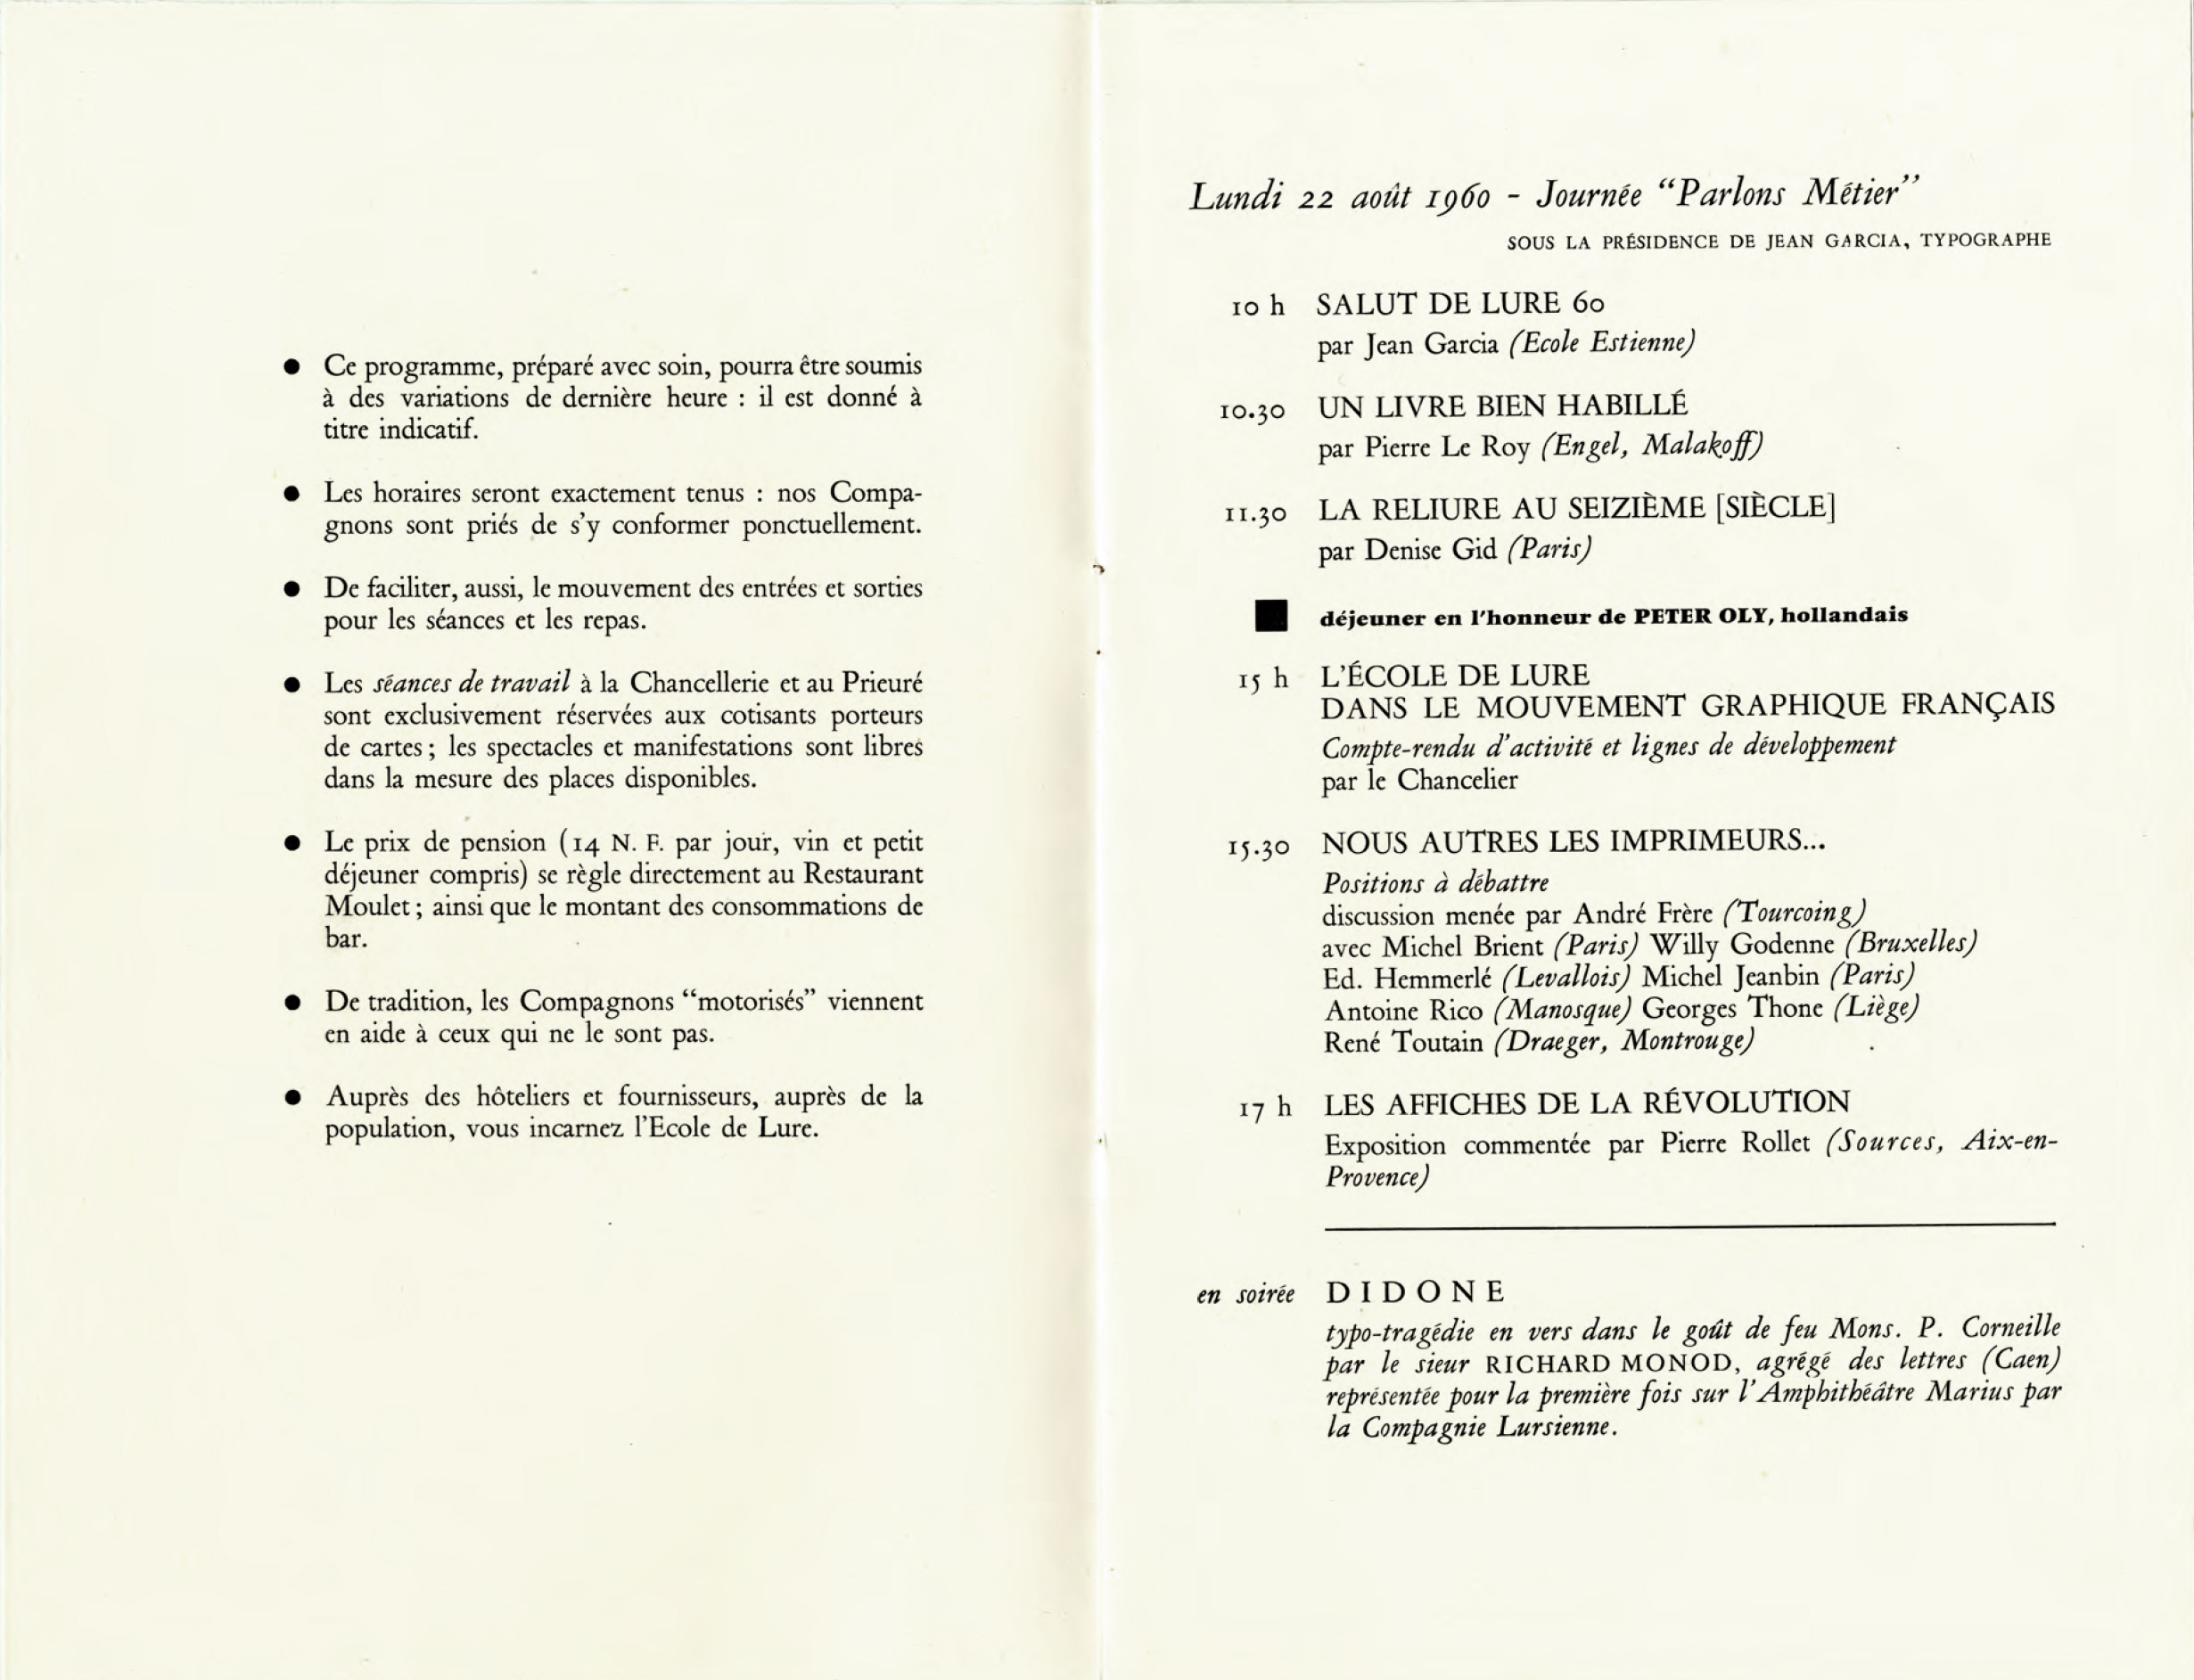 ● Ce programme, préparé avec soin, pourra être soumis
à des variations de dernière heure : il est donné à
titre indicatif.
● Les horaires seront exactement tenus : nos Compa-
gnons sont priés de s'y conformer ponctuellement.
● De faciliter, aussi, le mouvement des entrées et sorties
pour les séances et les repas.
● Les séances de travail à la Chancellerie et au Prieuré
sont exclusivement réservées aux cotisants porteurs
de cartes ; les spectacles et manifestations sont libres
dans la mesure des places disponibles.
● Le prix de pension (14 N. F. par jour, vin et petit
déjeuner compris) se règle directement au Restaurant
Moulet ; ainsi que le montant des consommations de
bar.
● De tradition, les Compagnons “motorisés” viennent
en aide à ceux qui ne le sont pas.
● Auprès des hôteliers et fournisseurs, auprès de la
population, vous incarnez l'Ecole de Lure.
Lundi 22 août 1960 - Journée “Parlons Métier”
SOUS LA PRÉSIDENCE DE JEAN GARCIA, TYPOGRAPHE
10 h SALUT DE LURE 60
par Jean Garcia (Ecole Estienne)
10.30 UN LIVRE BIEN HABILLÉ
par Pierre Le Roy (Engel, Malakoff)
11.30 LA RELIURE AU SEIZIÈME [SIÈCLE]
par Denise Gid (Paris)
■ déjeuner en l'honneur de PETER OLY, hollandais
15 h L'ÉCOLE DE LURE
DANS LE MOUVEMENT GRAPHIQUE FRANÇAIS
Compte-rendu d'activité et lignes de développement
par le Chancelier
15.30 NOUS AUTRES LES IMPRIMEURS...
Positions à débattre
discussion menée par André Frère (Tourcoing)
avec Michel Brient (Paris) Willy Godenne (Bruxelles)
Ed. Hemmerlé (Levallois) Michel Jeanbin (Paris)
Antoine Rico (Manosque) Georges Thone (Liège)
René Toutain (Draeger, Montrouge)
17 h LES AFFICHES DE LA RÉVOLUTION
Exposition commentée par Pierre Rollet (Sources, Aix-en-
Provence)
en soirée DIDONE
typo-tragédie en vers dans le goût de feu Mons. P. Corneille
par le sieur RICHARD MONOD, agrégé des lettres (Caen)
représentée pour la première fois sur l'Amphithéâtre Marius par
la Compagnie Lursienne.